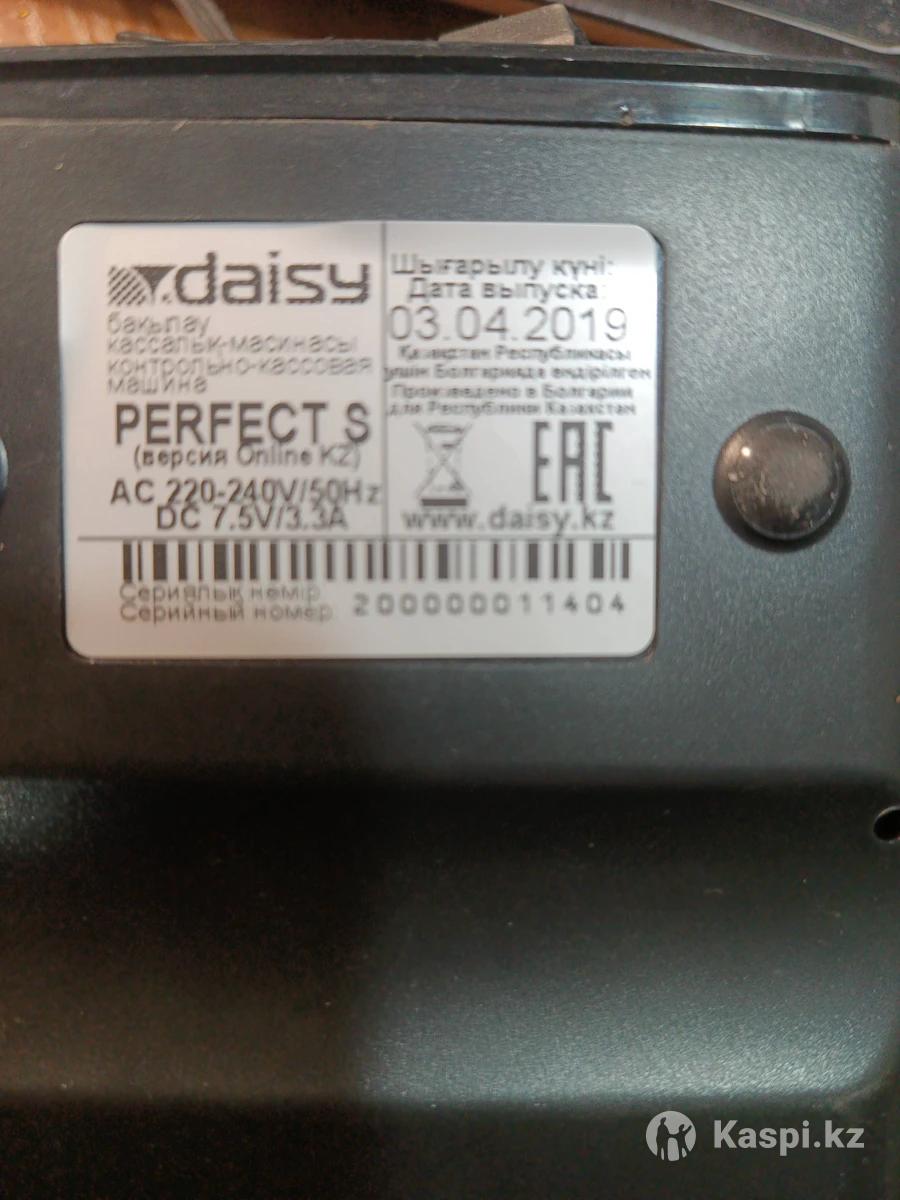 daisy
бақылау
кассалық-масинасы
контрольно-кассовая
машина
PERFECT S
(версия Online KZ)
AC 220-240V/50Hz
DC 7.5V/3.3A
Шығарылу күні:
Дата выпуска:
03.04.2019
Қазақстан Республикасы
үшін Болгарияда өндірілген
Произведено в Болгарии
для Республики Казахстан
EAC
www.daisy.kz
Сериялық немір
Серийный номер:
200000011404
Kaspi.kz